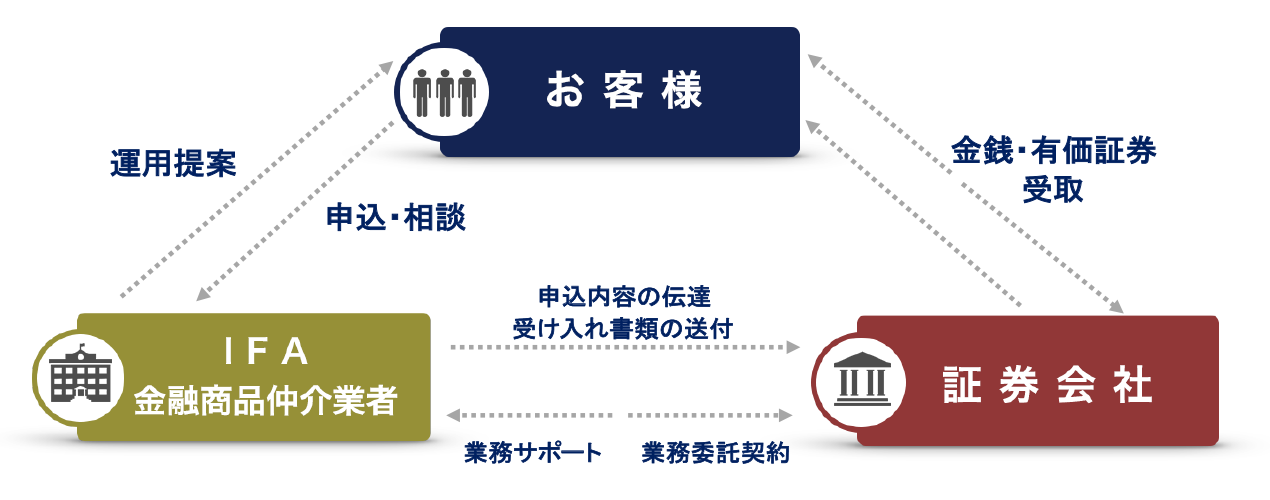 お客様
運用提案
申込・相談
金銭・有価証券
受取
申込内容の伝達
受け入れ書類の送付
IFA
金融商品仲介業者
証券会社
業務サポート
業務委託契約